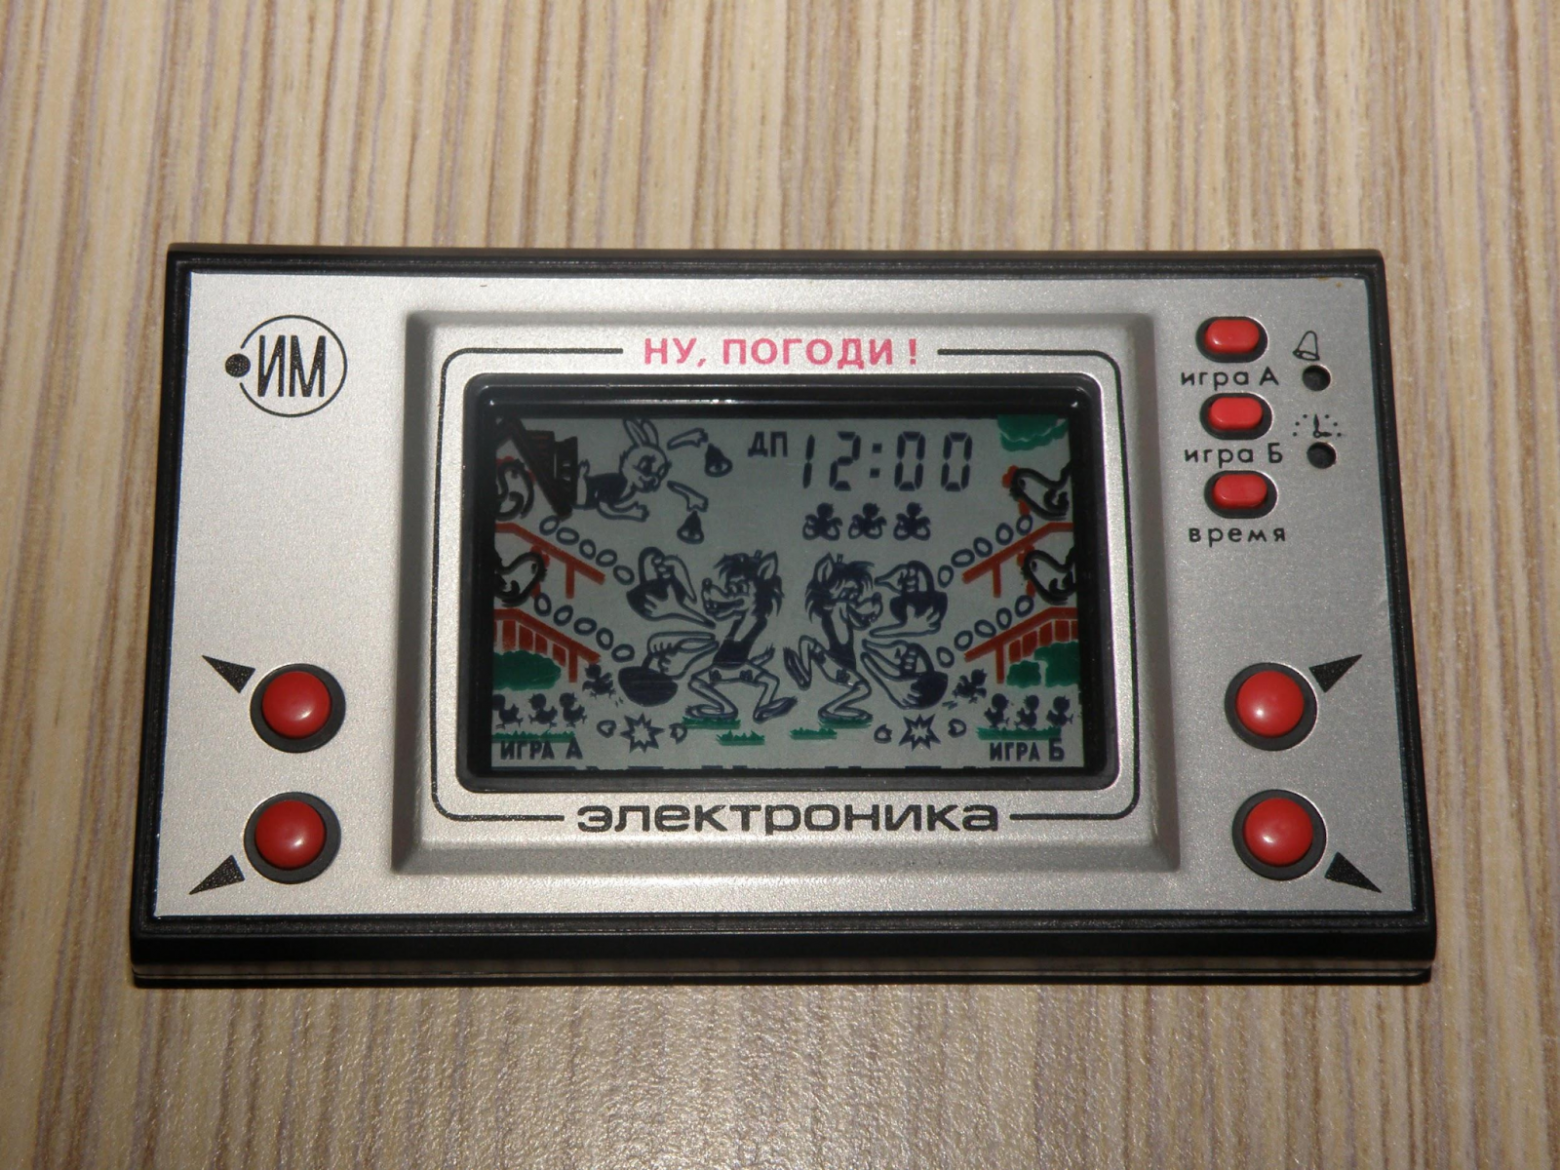 ИМ
НУ, ПОГОДИ !
игра А
игра Б
время
ДП 12:00
ИГРА А
ИГРА Б
электроника